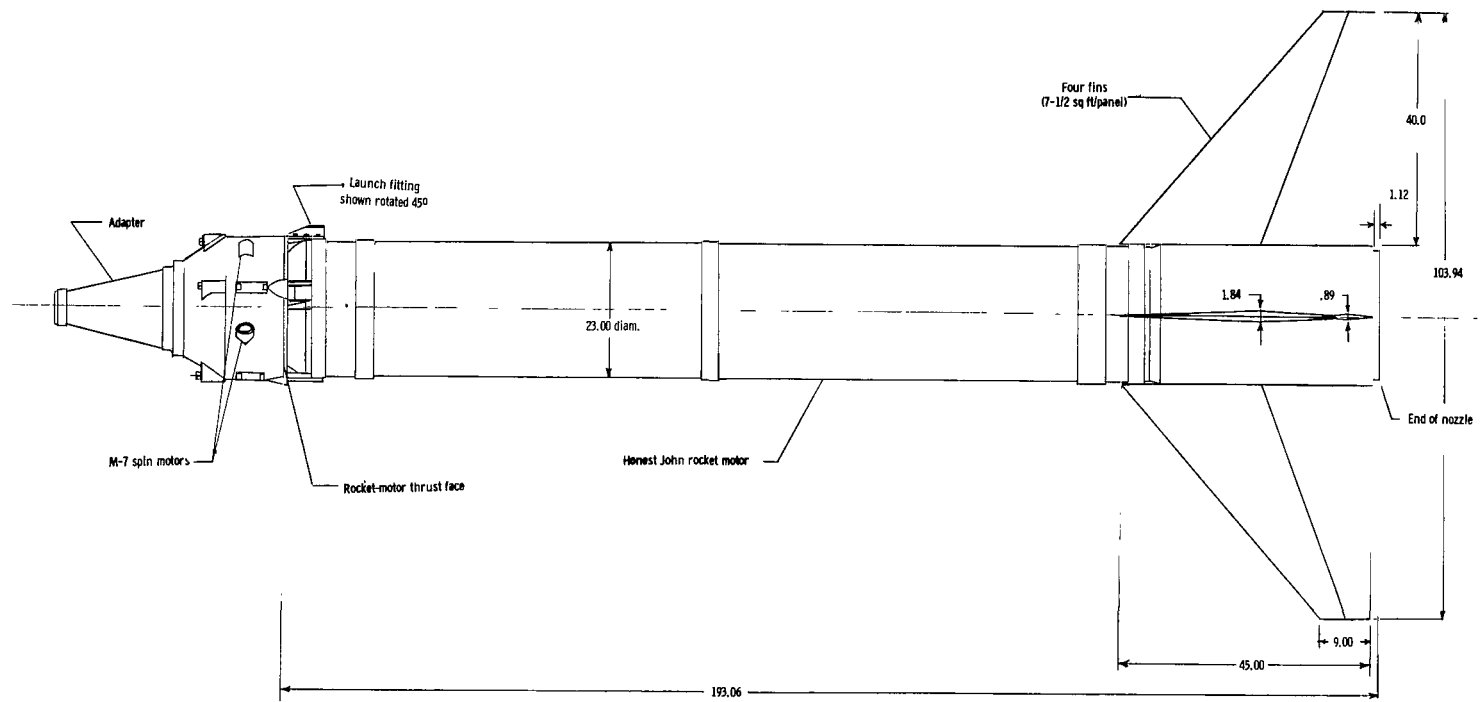 Four fins
(7-1/2 sq ft/panel)
40.0
1.12
Launch fitting
shown rotated 45º
Adapter
103.94
1.84
.89
23.00 diam.
End of nozzle
M-7 spin motors
Honest John rocket motor
Rocket-motor thrust face
9.00
45.00
193.06